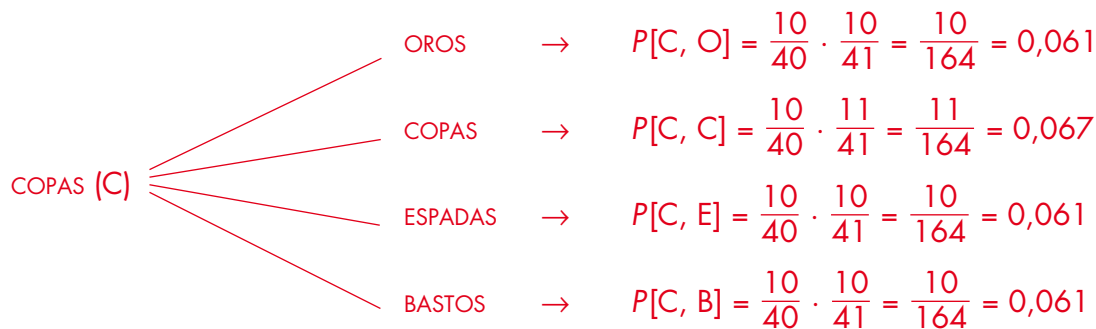 OROS → P[C, O] = 10/40 · 10/41 = 10/164 = 0,061
COPAS → P[C, C] = 10/40 · 11/41 = 11/164 = 0,067
COPAS (C)
ESPADAS → P[C, E] = 10/40 · 10/41 = 10/164 = 0,061
BASTOS → P[C, B] = 10/40 · 10/41 = 10/164 = 0,061